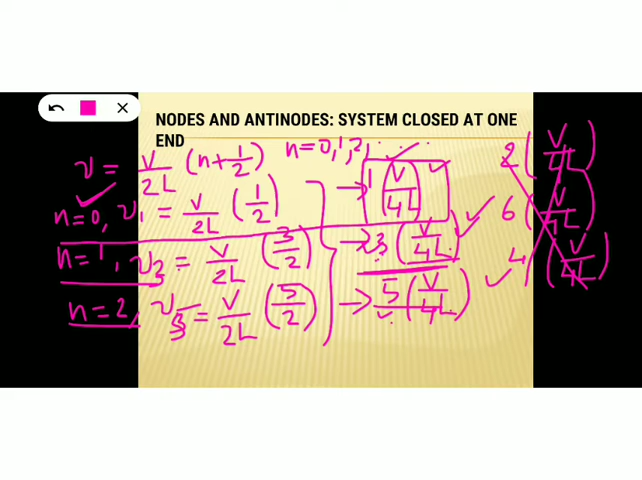 NODES AND ANTINODES: SYSTEM CLOSED AT ONE
END
ν = v/2L (n+1/2) n=0,1,2, ......
n=0, ν1 = v/2L (1/2) → 1(v/4L)
n=1, ν2 = v/2L (3/2) → 3(v/4L)
n=2, ν3 = v/2L (5/2) → 5(v/4L)
2(v/4L)
6(v/4L)
4(v/4L)